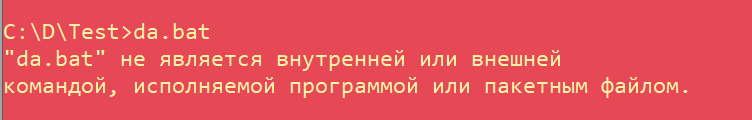 C:\D\Test>da.bat
"da.bat" не является внутренней или внешней
командой, исполняемой программой или пакетным файлом.